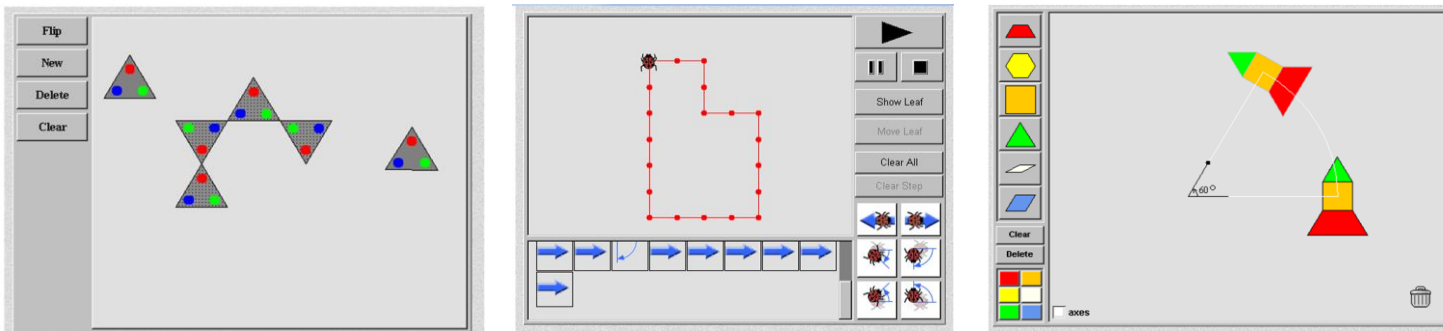 Flip
New
Delete
Clear
Show Leaf
Move Leaf
Clear All
Clear Step
60°
Clear
Delete
axes